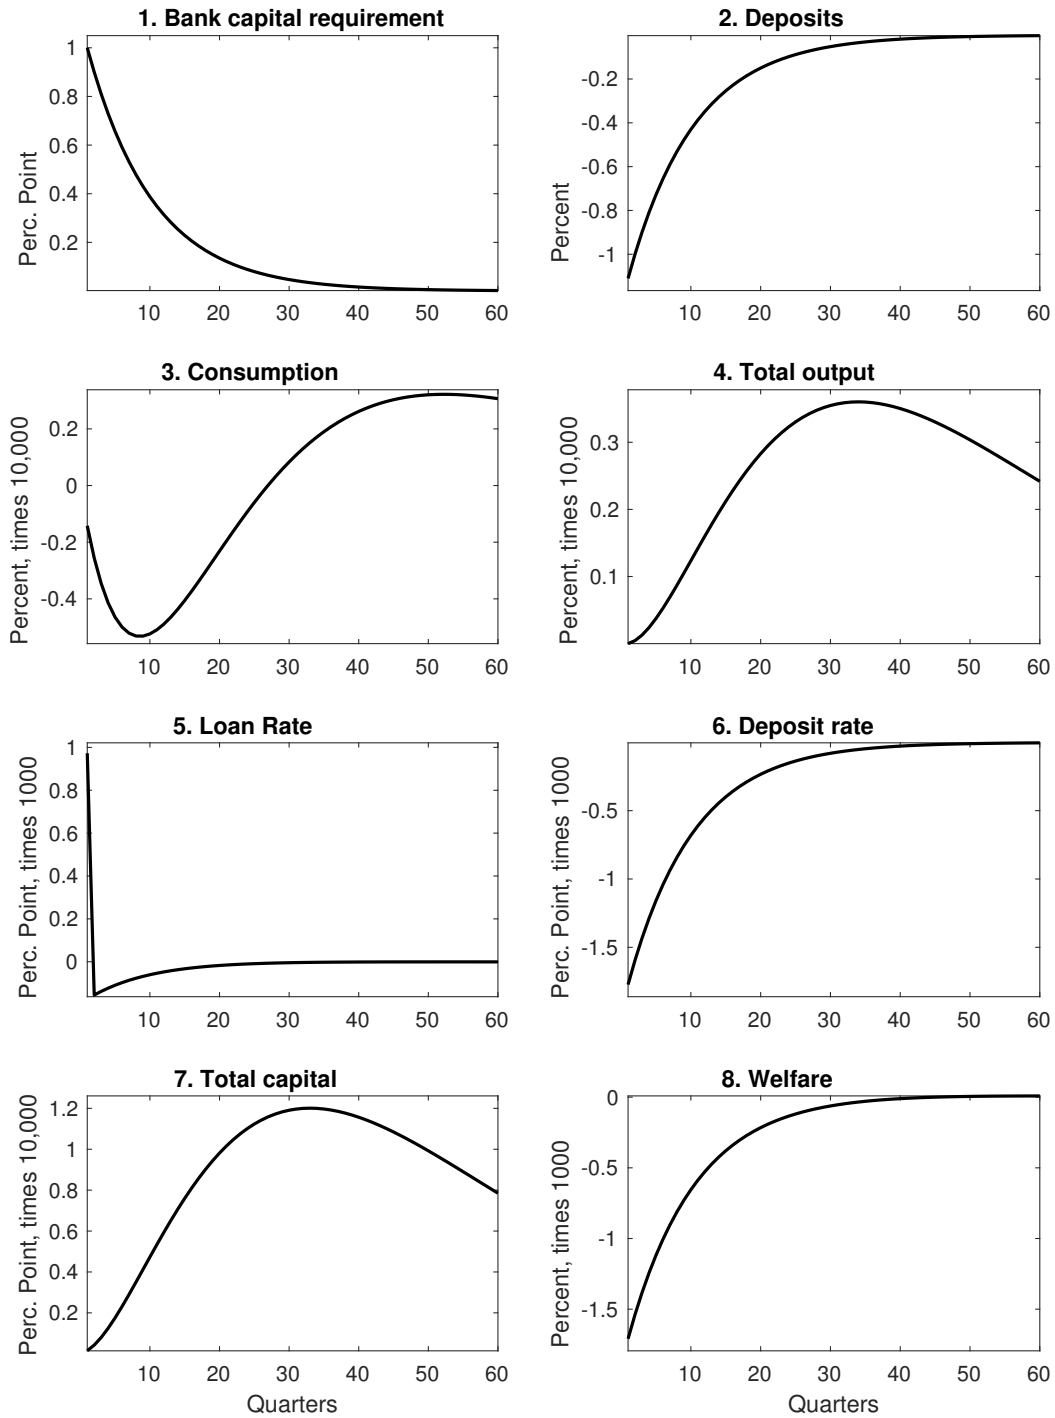 1. Bank capital requirement
Perc. Point
1
0.8
0.6
0.4
0.2
10 20 30 40 50 60
2. Deposits
Percent
-0.2
-0.4
-0.6
-0.8
-1
10 20 30 40 50 60
3. Consumption
Percent, times 10,000
0.2
0
-0.2
-0.4
10 20 30 40 50 60
4. Total output
Percent, times 10,000
0.3
0.2
0.1
10 20 30 40 50 60
5. Loan Rate
Perc. Point, times 1000
1
0.8
0.6
0.4
0.2
0
10 20 30 40 50 60
6. Deposit rate
Perc. Point, times 1000
-0.5
-1
-1.5
10 20 30 40 50 60
7. Total capital
Perc. Point, times 10,000
1.2
1
0.8
0.6
0.4
0.2
10 20 30 40 50 60
Quarters
8. Welfare
Percent, times 1000
0
-0.5
-1
-1.5
10 20 30 40 50 60
Quarters